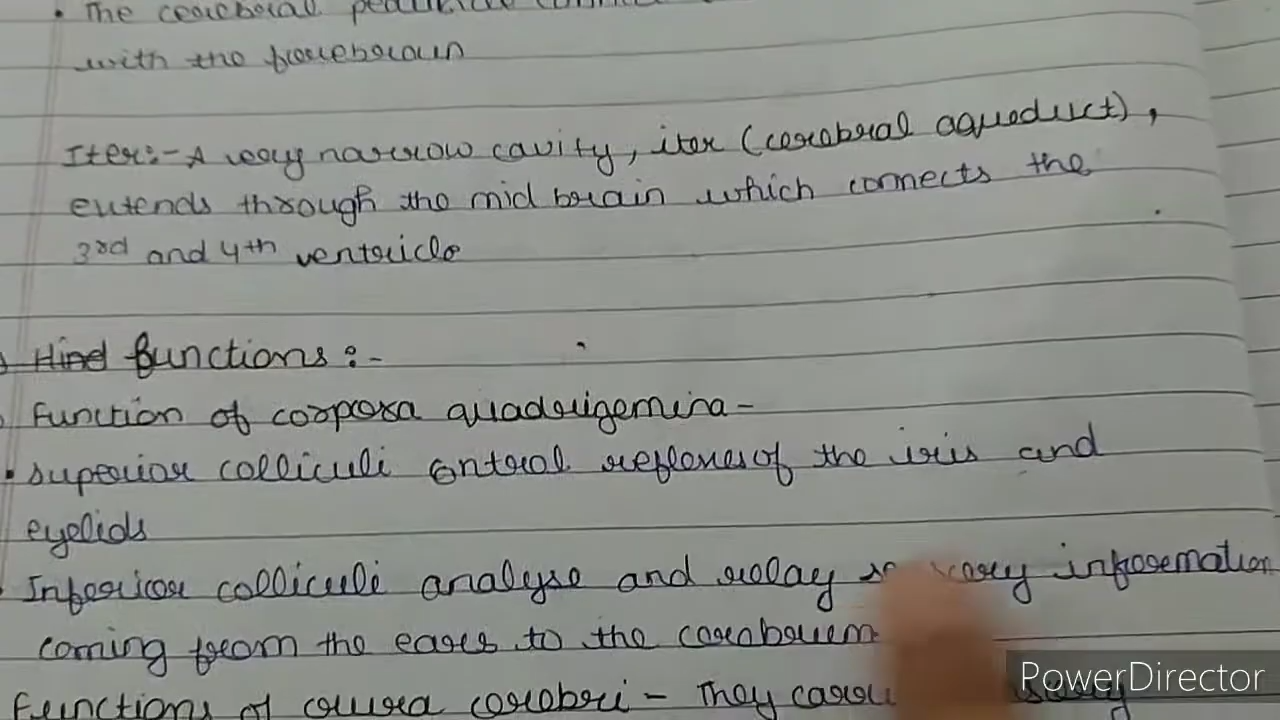 • The cerebral
with the forebrain
Iter:- A very narrow cavity, iter (cerebral aqueduct),
extends through the mid brain which connects the
3rd and 4th ventricle
Hind functions :-
Function of corpora quadrigemina -
• Superior colliculi control reflexes of the iris and
eyelids
Inferior colliculi analyse and relay information
coming from the ears to the cerebrum
Functions of crura cerebri - They
PowerDirector